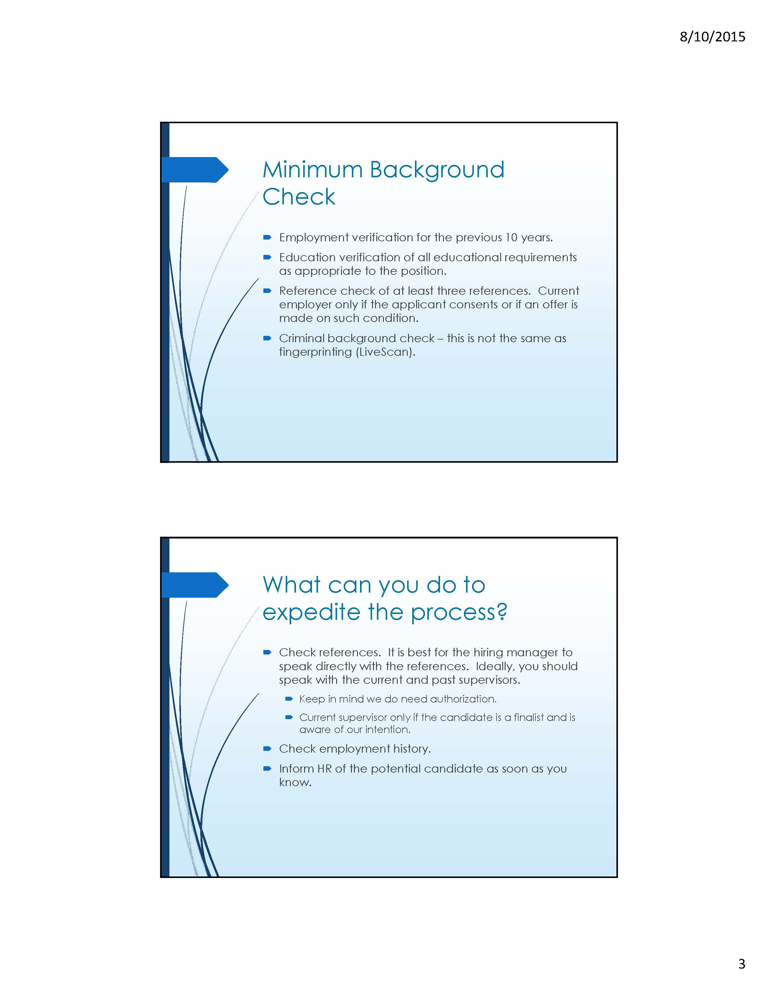 8/10/2015
Minimum Background
Check
Employment verification for the previous 10 years.
Education verification of all educational requirements
as appropriate to the position.
Reference check of at least three references.  Current
employer only if the applicant consents or if an offer is
made on such condition.
Criminal background check – this is not the same as
fingerprinting (LiveScan).
What can you do to
expedite the process?
Check references.  It is best for the hiring manager to
speak directly with the references.  Ideally, you should
speak with the current and past supervisors.
Keep in mind we do need authorization.
Current supervisor only if the candidate is a finalist and is
aware of our intention.
Check employment history.
Inform HR of the potential candidate as soon as you
know.
3